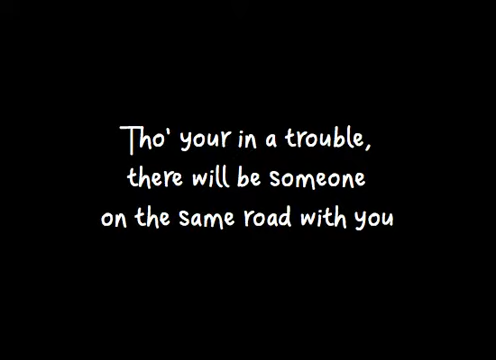 Tho' your in a trouble,
there will be someone
on the same road with you